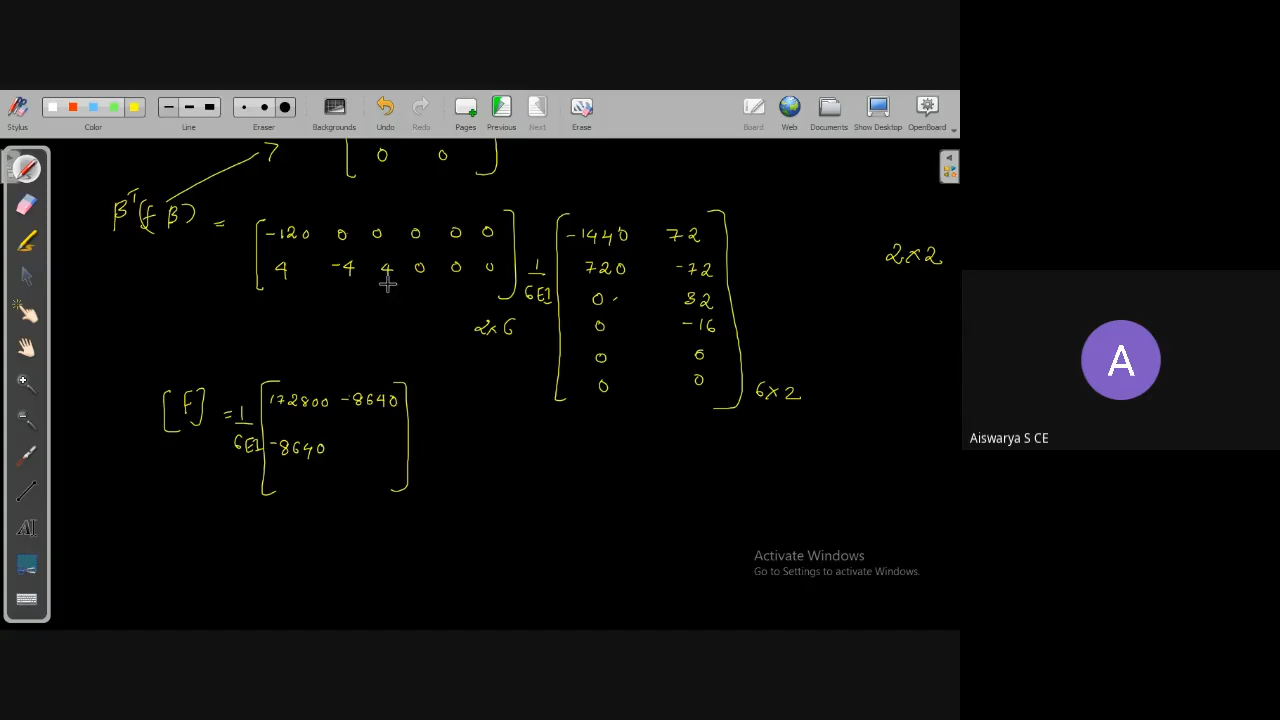 Stylus Color Line Eraser Backgrounds Undo Redo Pages Previous Next Erase Board Web Documents Show Desktop OpenBoard
0 0
β^T(f β) = [-120 0 0 0 0 0
4 -4 4 0 0 0] 2×6
1/6EI [-1440 72
720 -72
0 32
0 -16
0 0
0 0] 6×2
2×2
[F] = 1/6EI [172800 -8640
-8640 ]
A
Aiswarya S CE
Activate Windows
Go to Settings to activate Windows.